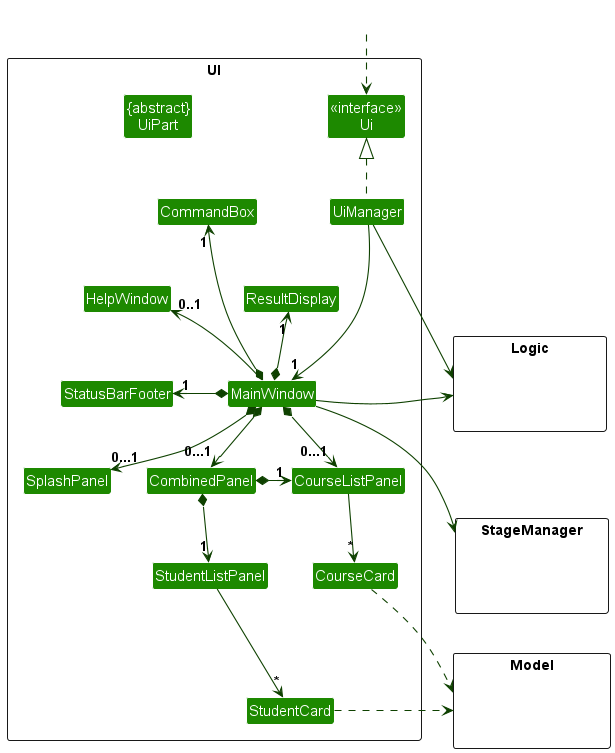 UI
{abstract}
UiPart
«interface»
Ui
CommandBox
UiManager
1
HelpWindow
0..1
ResultDisplay
1
Logic
1
StatusBarFooter
1
MainWindow
0...1
0...1
0...1
SplashPanel
CombinedPanel
1
CourseListPanel
StageManager
1
*
StudentListPanel
CourseCard
Model
*
StudentCard